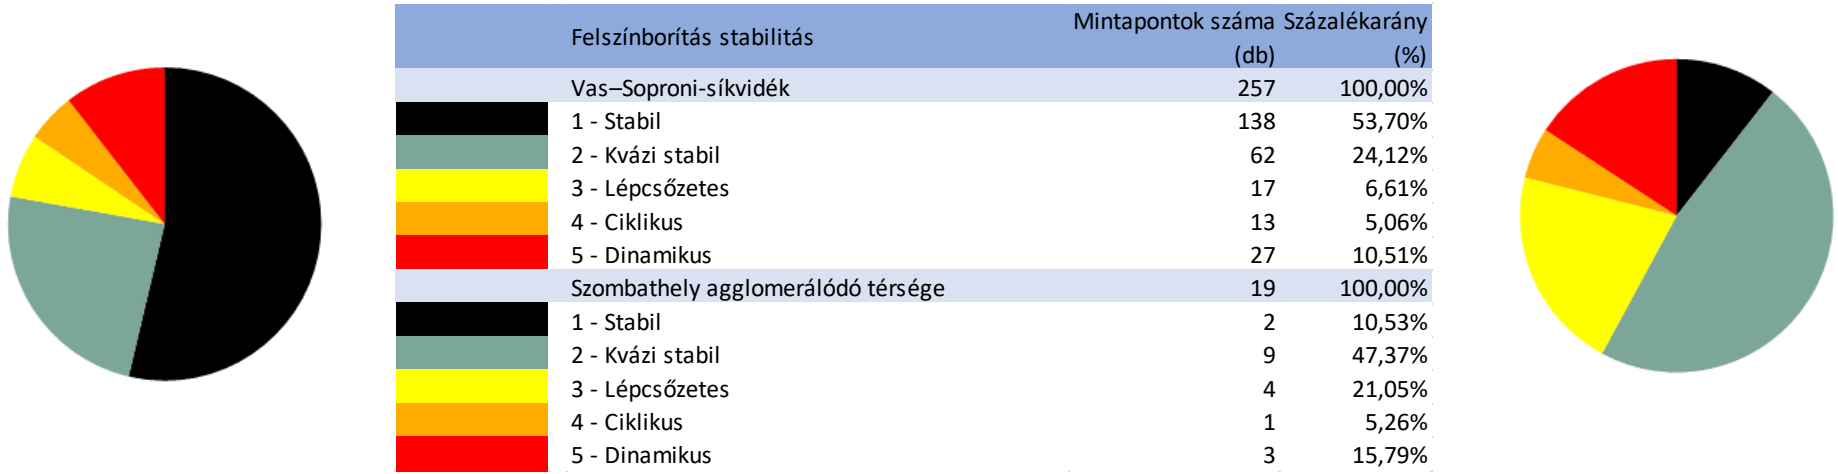 Felszínborítás stabilitás Mintapontok száma (db) Százalékarány (%)
Vas–Soproni-síkvidék 257 100,00%
1 - Stabil 138 53,70%
2 - Kvázi stabil 62 24,12%
3 - Lépcsőzetes 17 6,61%
4 - Ciklikus 13 5,06%
5 - Dinamikus 27 10,51%
Szombathely agglomerálódó térsége 19 100,00%
1 - Stabil 2 10,53%
2 - Kvázi stabil 9 47,37%
3 - Lépcsőzetes 4 21,05%
4 - Ciklikus 1 5,26%
5 - Dinamikus 3 15,79%